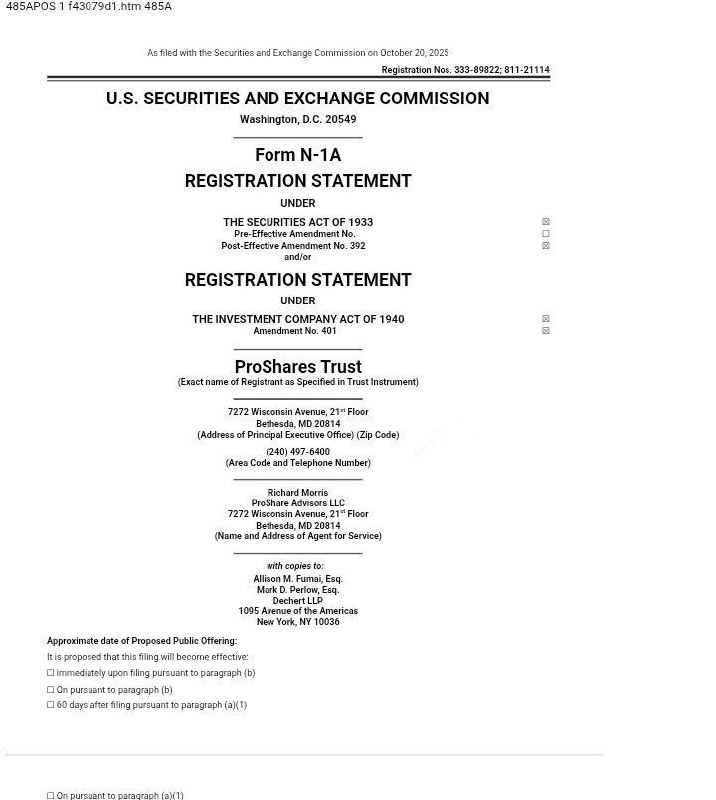 485APOS 1 f43079d1.htm 485A
As filed with the Securities and Exchange Commission on October 20, 2025
Registration Nos. 333-89822; 811-21114
U.S. SECURITIES AND EXCHANGE COMMISSION
Washington, D.C. 20549
Form N-1A
REGISTRATION STATEMENT
UNDER
THE SECURITIES ACT OF 1933 ☒
Pre-Effective Amendment No. ☐
Post-Effective Amendment No. 392 ☒
and/or
REGISTRATION STATEMENT
UNDER
THE INVESTMENT COMPANY ACT OF 1940 ☒
Amendment No. 401 ☒
ProShares Trust
(Exact name of Registrant as Specified in Trust Instrument)
7272 Wisconsin Avenue, 21st Floor
Bethesda, MD 20814
(Address of Principal Executive Office) (Zip Code)
(240) 497-6400
(Area Code and Telephone Number)
Richard Morris
ProShare Advisors LLC
7272 Wisconsin Avenue, 21st Floor
Bethesda, MD 20814
(Name and Address of Agent for Service)
with copies to:
Allison M. Fumai, Esq.
Mark D. Perlow, Esq.
Dechert LLP
1095 Avenue of the Americas
New York, NY 10036
Approximate date of Proposed Public Offering:
It is proposed that this filing will become effective:
☐ immediately upon filing pursuant to paragraph (b)
☐ On pursuant to paragraph (b)
☐ 60 days after filing pursuant to paragraph (a)(1)
☐ On pursuant to paragraph (a)(1)